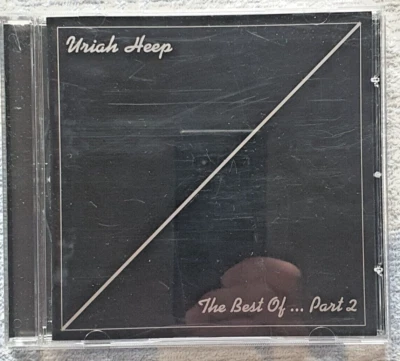 Uriah Heep
The Best Of ... Part 2